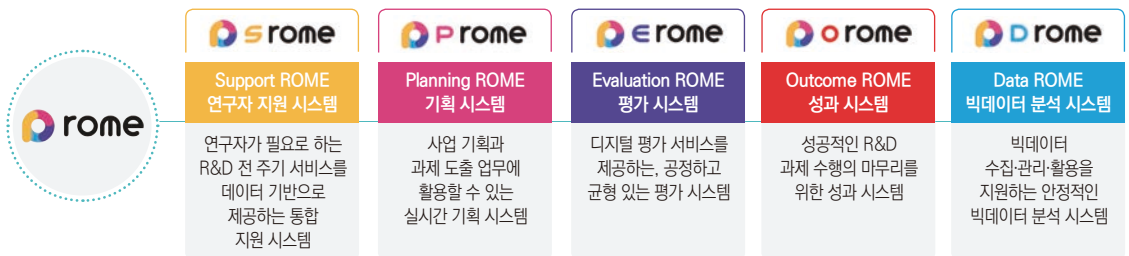 rome
S rome
Support ROME
연구자 지원 시스템
연구자가 필요로 하는
R&D 전 주기 서비스를
데이터 기반으로
제공하는 통합
지원 시스템
P rome
Planning ROME
기획 시스템
사업 기획과
과제 도출 업무에
활용할 수 있는
실시간 기획 시스템
E rome
Evaluation ROME
평가 시스템
디지털 평가 서비스를
제공하는, 공정하고
균형 있는 평가 시스템
O rome
Outcome ROME
성과 시스템
성공적인 R&D
과제 수행의 마무리를
위한 성과 시스템
D rome
Data ROME
빅데이터 분석 시스템
빅데이터
수집·관리·활용을
지원하는 안정적인
빅데이터 분석 시스템